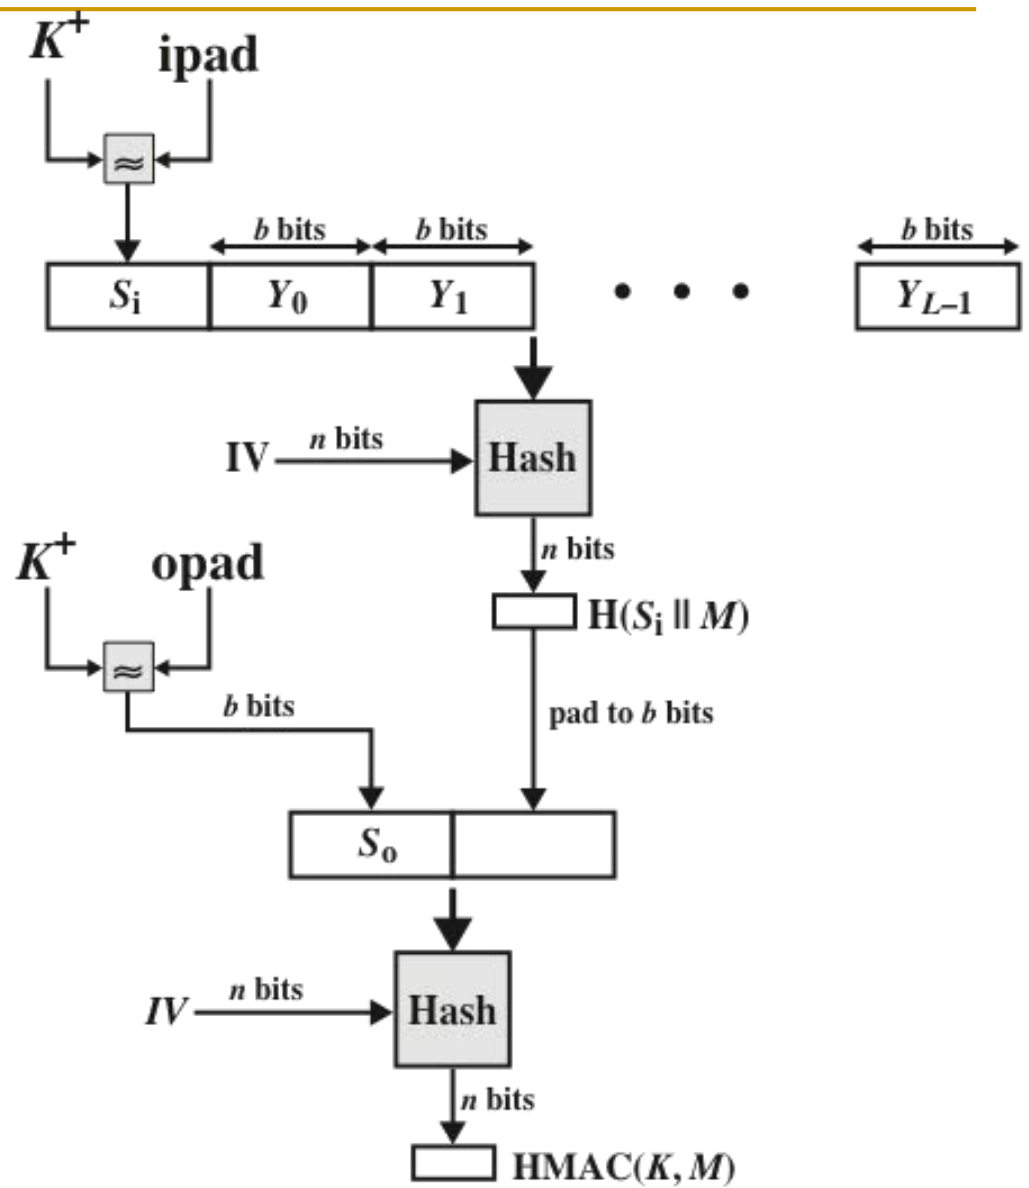 K+ ipad
≈
b bits b bits b bits
Si Y0 Y1 • • • YL–1
IV n bits Hash
n bits
K+ opad
H(Si || M)
≈
b bits pad to b bits
So
IV n bits Hash
n bits
HMAC(K, M)